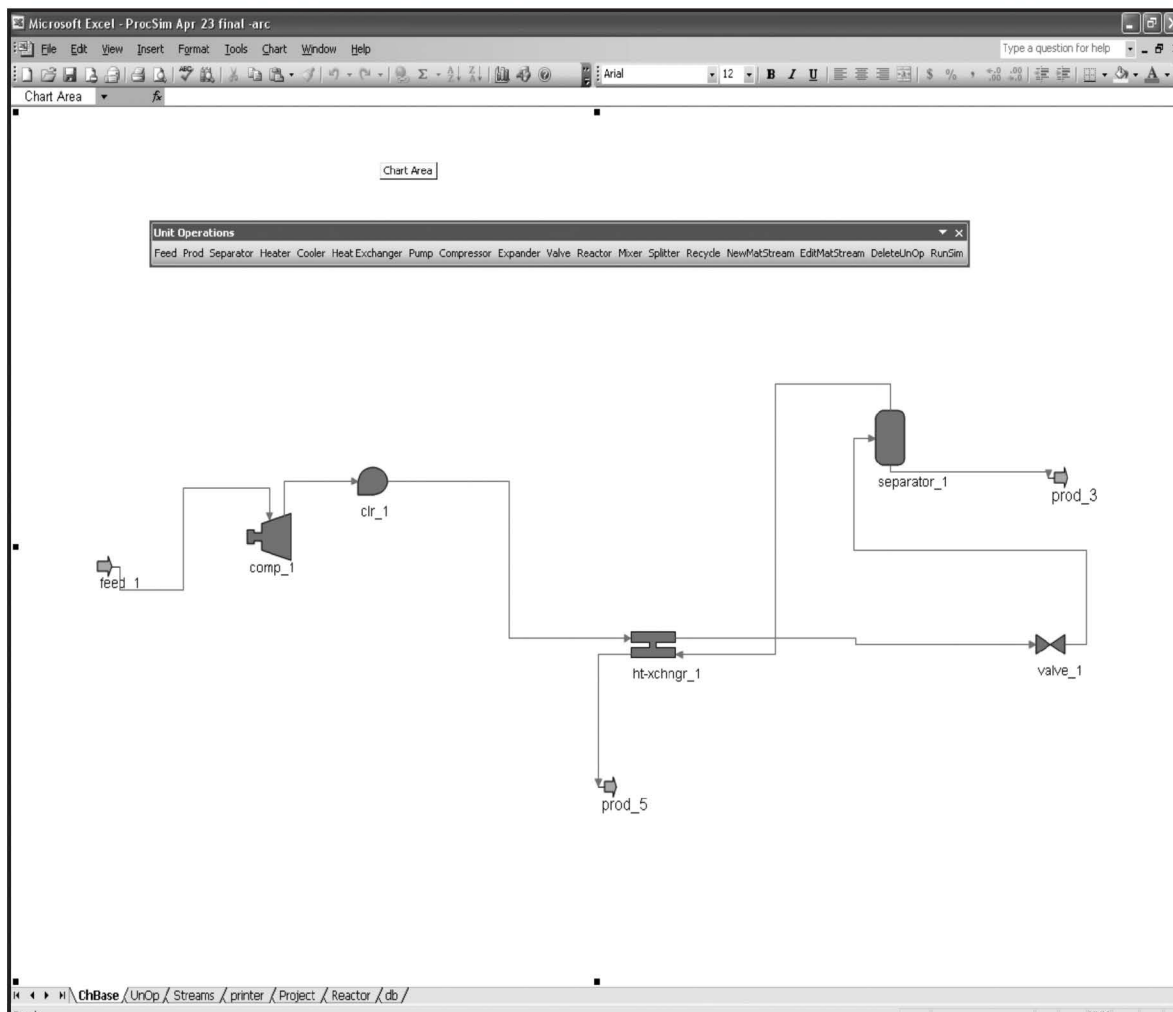 Microsoft Excel - ProcSim Apr 23 final -arc
File Edit View Insert Format Tools Chart Window Help
Type a question for help
Arial 12 B I U $ %
Chart Area fx
Chart Area
Unit Operations
Feed Prod Separator Heater Cooler Heat Exchanger Pump Compressor Expander Valve Reactor Mixer Splitter Recycle NewMatStream EditMatStream DeleteUnOp RunSim
separator_1
prod_3
clr_1
comp_1
feed_1
ht-xchngr_1
valve_1
prod_5
ChBase UnOp Streams printer Project Reactor db